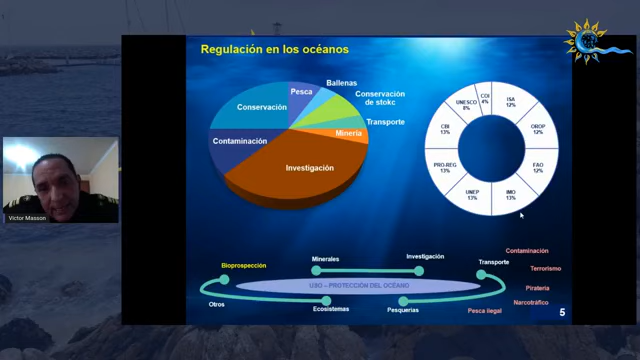 Regulación en los océanos
Pesca
Ballenas
Conservación
de stokc
Transporte
Minería
Investigación
Contaminación
Conservación
COI
4%
ISA
12%
OROP
12%
FAO
12%
IMO
13%
UNEP
13%
PRO-REG
13%
CBI
13%
UNESCO
8%
Contaminación
Minerales
Investigación
Transporte
Terrorismo
Bioprospección
USO – PROTECCIÓN DEL OCÉANO
Piratería
Otros
Ecosistemas
Pesquerías
Narcotráfico
Pesca ilegal
5
Víctor Masson